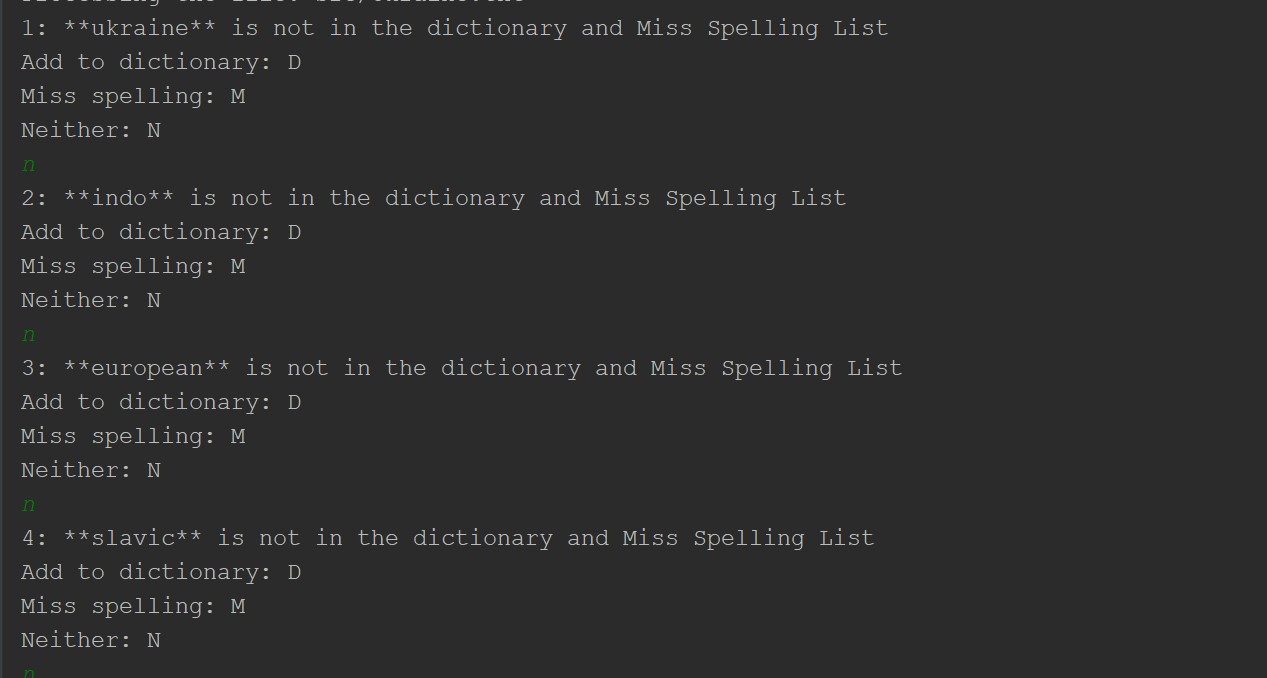 1: **ukraine** is not in the dictionary and Miss Spelling List
Add to dictionary: D
Miss spelling: M
Neither: N
n
2: **indo** is not in the dictionary and Miss Spelling List
Add to dictionary: D
Miss spelling: M
Neither: N
n
3: **european** is not in the dictionary and Miss Spelling List
Add to dictionary: D
Miss spelling: M
Neither: N
n
4: **slavic** is not in the dictionary and Miss Spelling List
Add to dictionary: D
Miss spelling: M
Neither: N
n